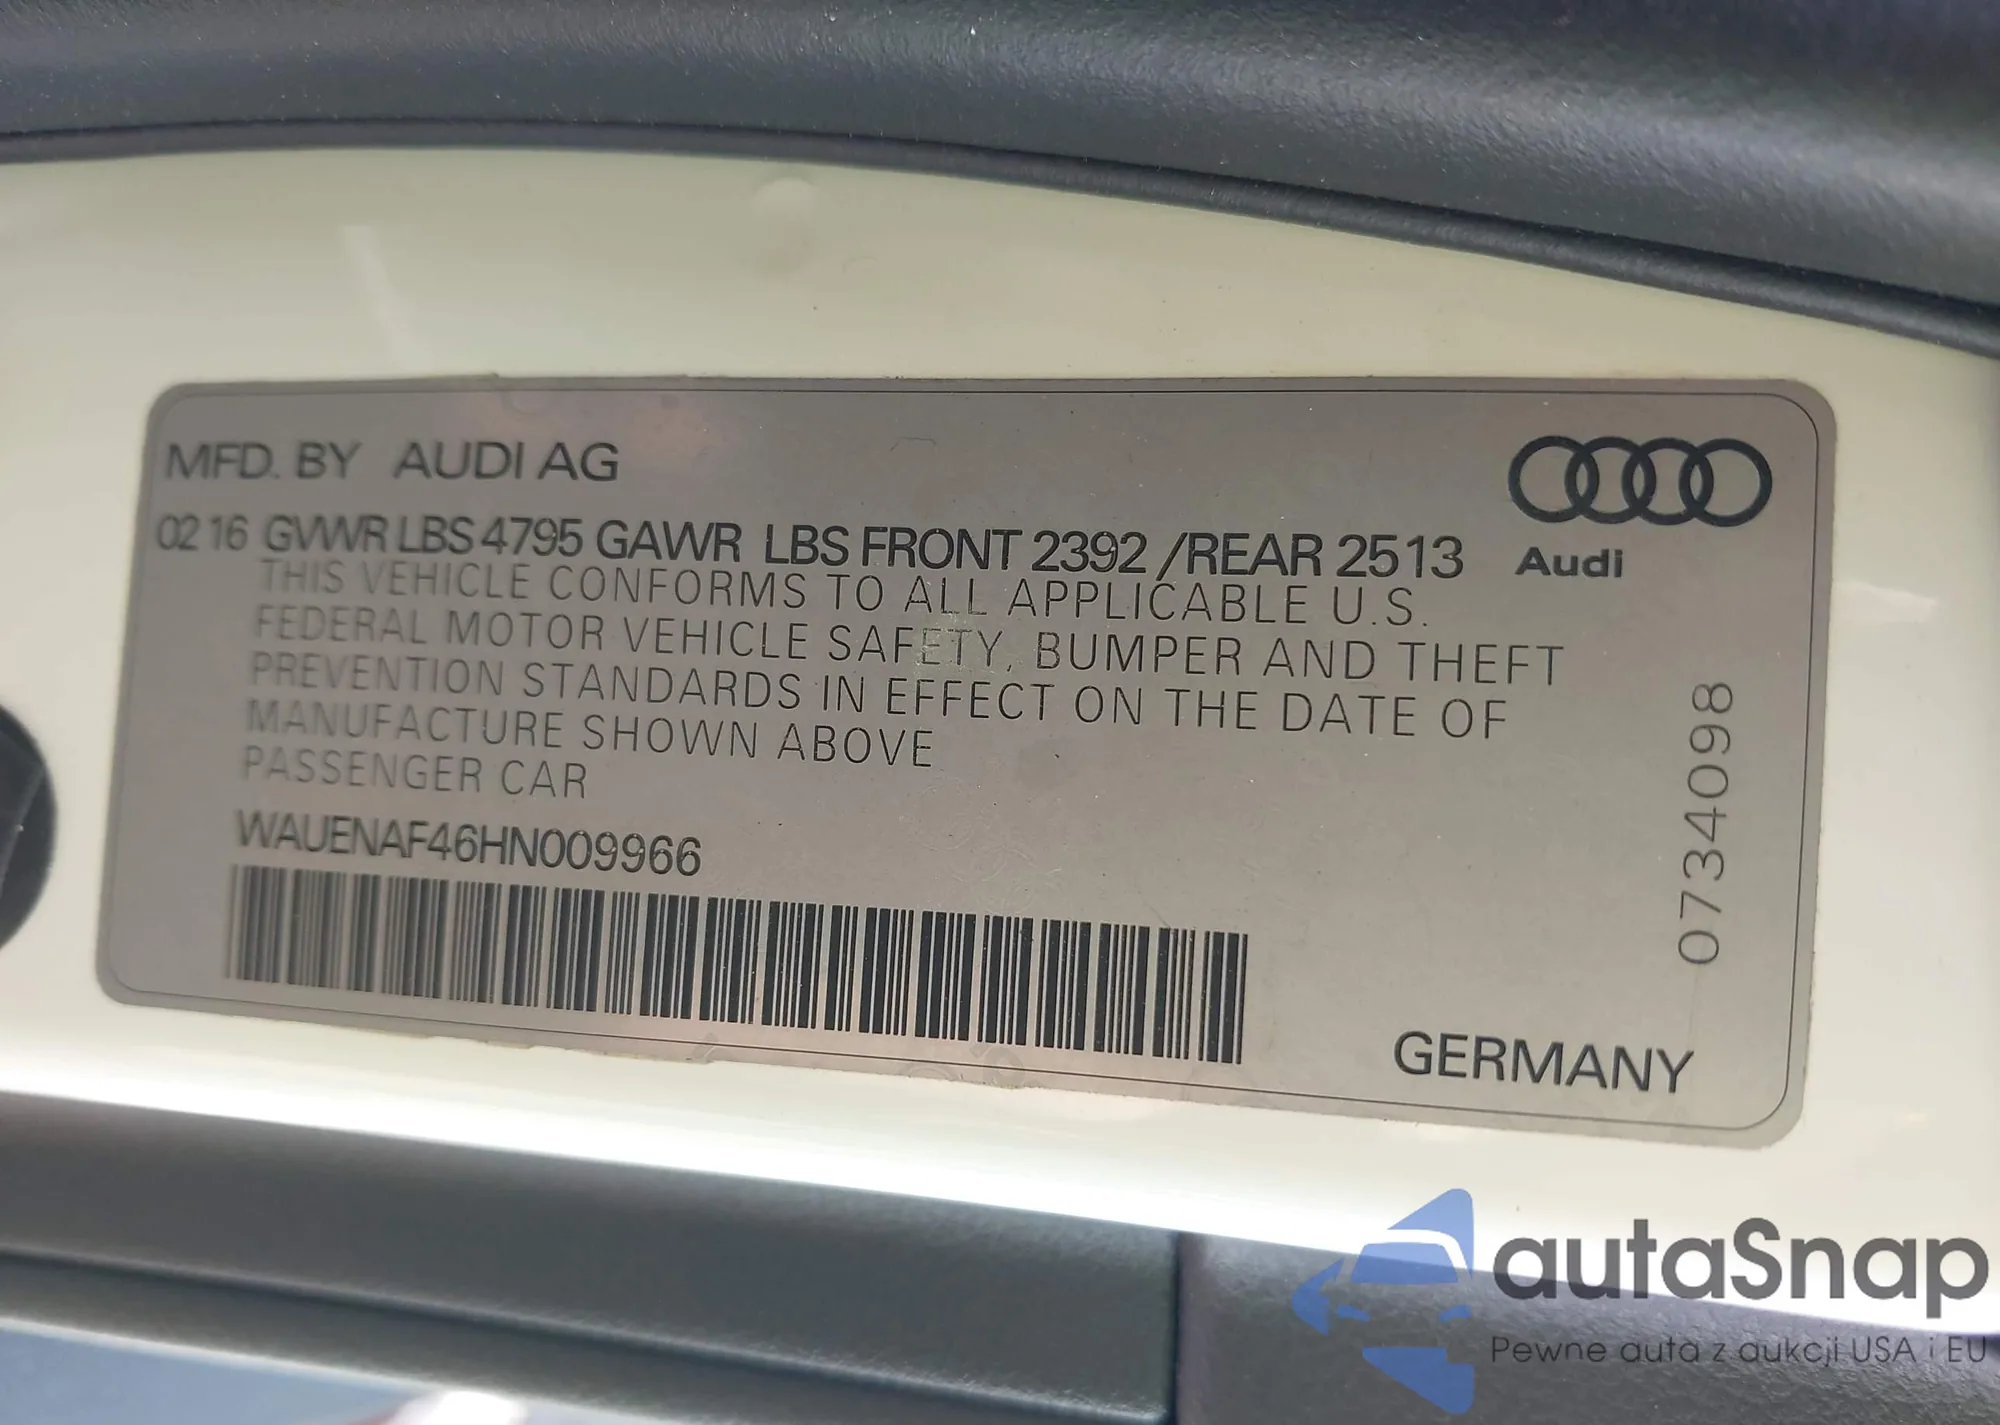 MFD. BY AUDI AG
02 16 GVWR LBS 4795 GAWR LBS FRONT 2392 /REAR 2513
Audi
THIS VEHICLE CONFORMS TO ALL APPLICABLE U.S.
FEDERAL MOTOR VEHICLE SAFETY, BUMPER AND THEFT
PREVENTION STANDARDS IN EFFECT ON THE DATE OF
MANUFACTURE SHOWN ABOVE
PASSENGER CAR
WAUENAF46HN009966
0734098
GERMANY
autaSnap
Pewne auta z aukcji USA i EU